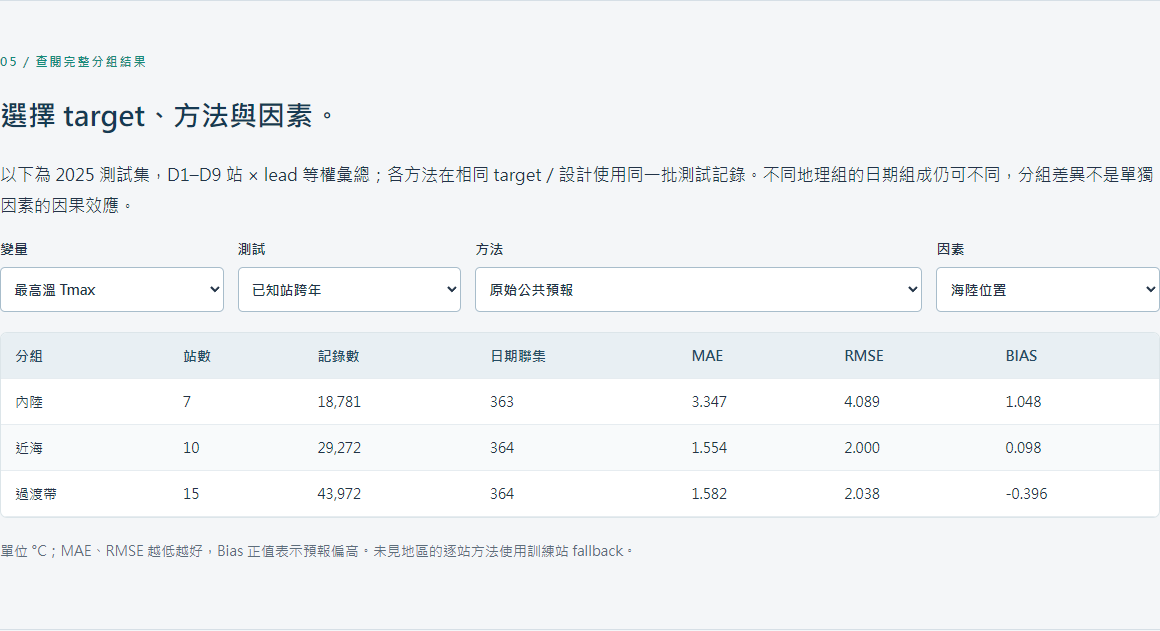 05 / 查閱完整分組結果
選擇 target、方法與因素。
以下為 2025 測試集，D1–D9 站 × lead 等權彙總；各方法在相同 target / 設計使用同一批測試記錄。不同地理組的日期組成仍可不同，分組差異不是單獨
因素的因果效應。
變量 測試 方法 因素
最高溫 Tmax 已知站跨年 原始公共預報 海陸位置
分組 站數 記錄數 日期聯集 MAE RMSE BIAS
內陸 7 18,781 363 3.347 4.089 1.048
近海 10 29,272 364 1.554 2.000 0.098
過渡帶 15 43,972 364 1.582 2.038 -0.396
單位 °C；MAE、RMSE 越低越好，Bias 正值表示預報偏高。未見地區的逐站方法使用訓練站 fallback。